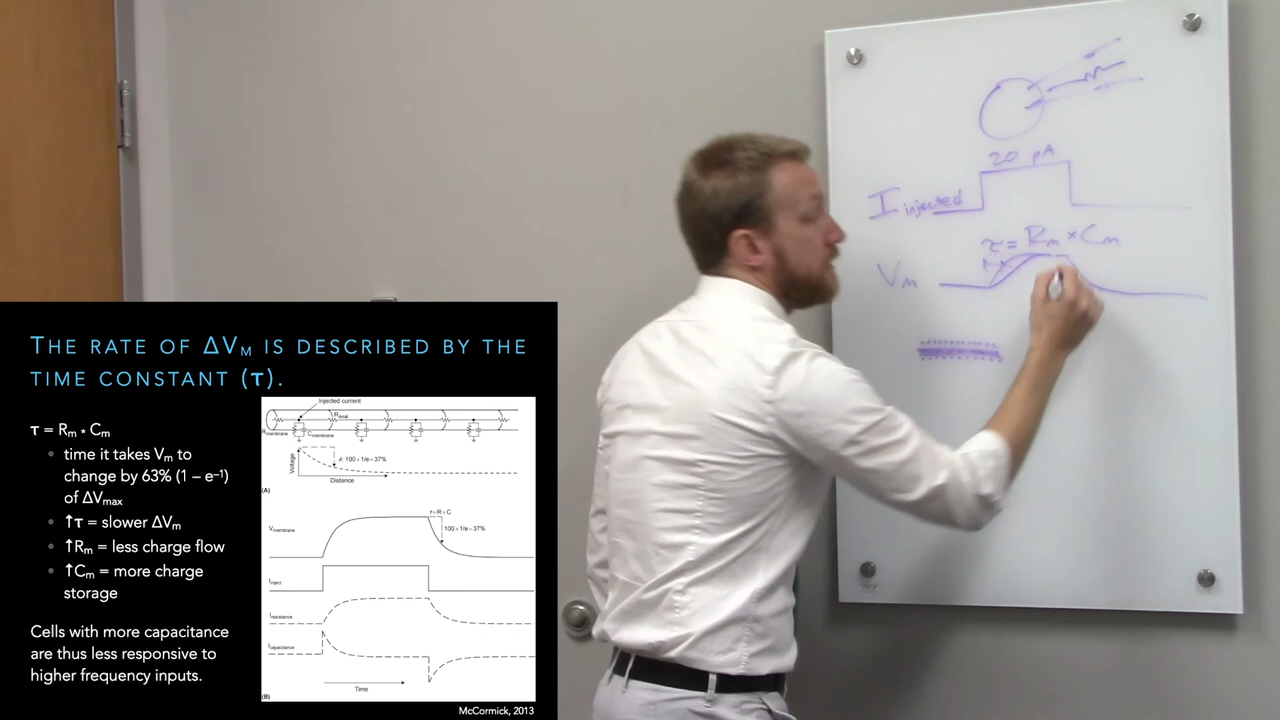 THE RATE OF ΔVM IS DESCRIBED BY THE
TIME CONSTANT (τ).
τ = Rm * Cm
time it takes Vm to
change by 63% (1 – e–1)
of ΔVmax
↑τ = slower ΔVm
↑Rm = less charge flow
↑Cm = more charge
storage
Cells with more capacitance
are thus less responsive to
higher frequency inputs.
Injected current
Raxial
Rmembrane
Cmembrane
Voltage
λ: 100 × 1/e = 37%
Distance
(A)
τ = R × C
Vmembrane
100 × 1/e = 37%
Iinject
Iresistance
Icapacitance
Time
(B)
McCormick, 2013
20 pA
I injected
τ = Rm × Cm
Vm